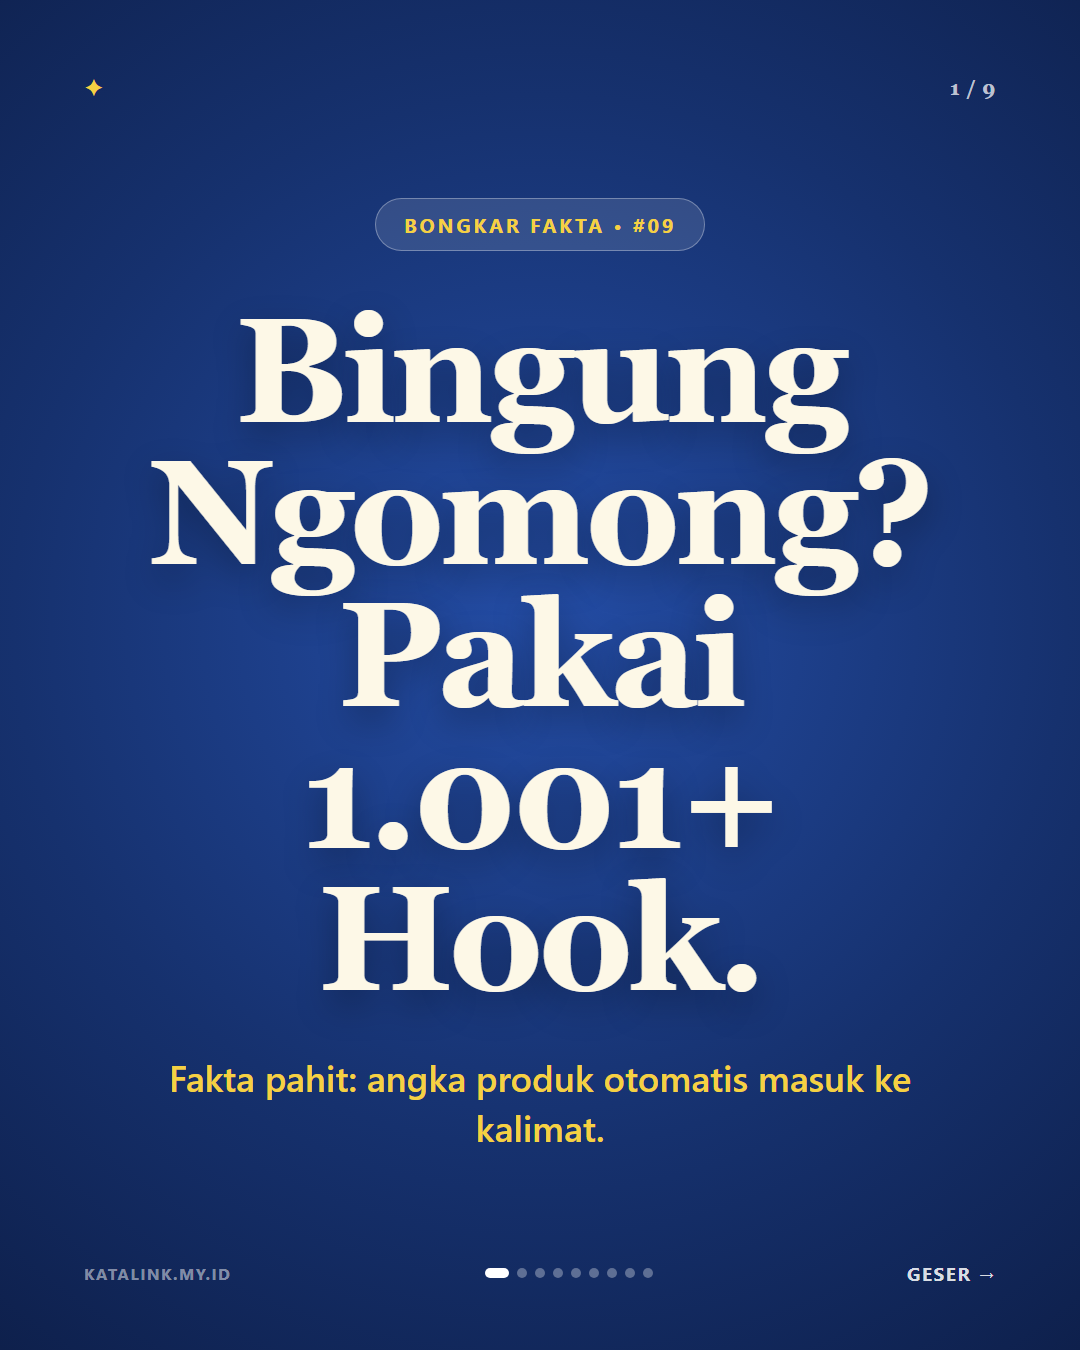 ✦
1 / 9
BONGKAR FAKTA • #09
Bingung
Ngomong?
Pakai
1.001+
Hook.
Fakta pahit: angka produk otomatis masuk ke
kalimat.
KATALINK.MY.ID
GESER →